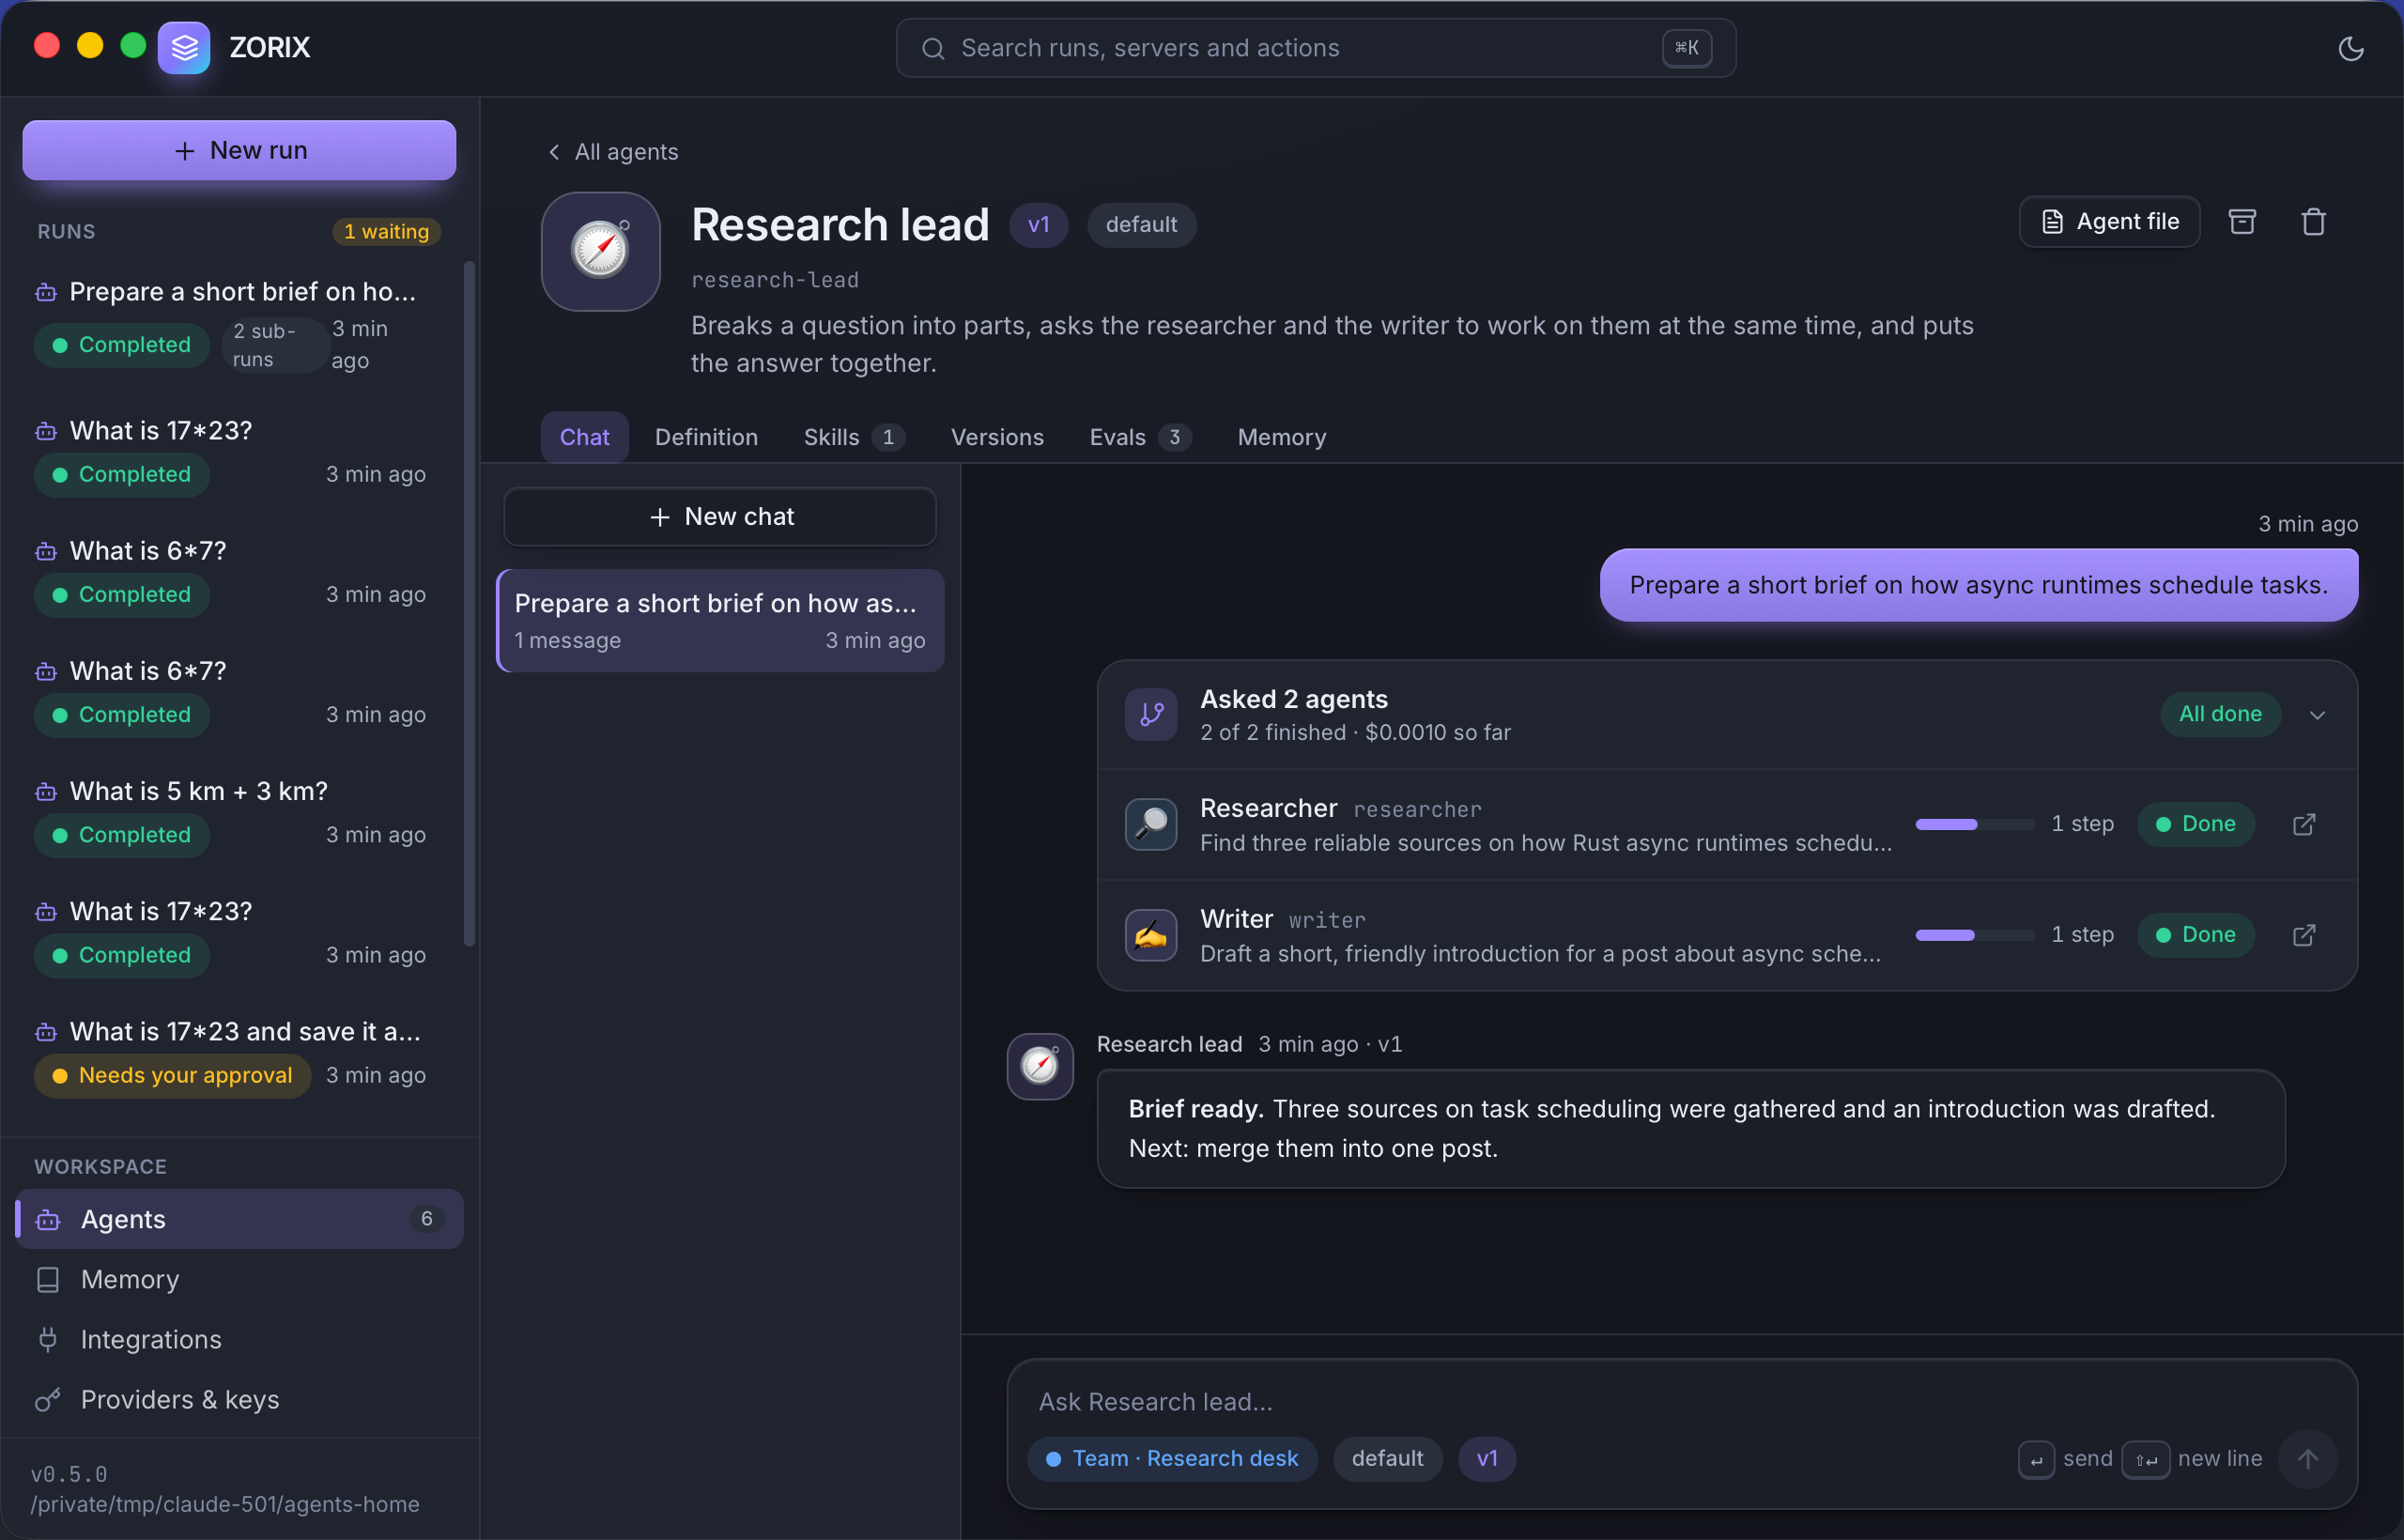 ZORIX
Search runs, servers and actions
⌘K
+ New run
RUNS
1 waiting
Prepare a short brief on ho...
Completed
2 sub-
runs
3 min
ago
What is 17*23?
Completed
3 min ago
What is 6*7?
Completed
3 min ago
What is 6*7?
Completed
3 min ago
What is 5 km + 3 km?
Completed
3 min ago
What is 17*23?
Completed
3 min ago
What is 17*23 and save it a...
Needs your approval
3 min ago
WORKSPACE
Agents
6
Memory
Integrations
Providers & keys
v0.5.0
/private/tmp/claude-501/agents-home
All agents
Research lead
v1
default
research-lead
Breaks a question into parts, asks the researcher and the writer to work on them at the same time, and puts
the answer together.
Agent file
Chat
Definition
Skills 1
Versions
Evals 3
Memory
+ New chat
Prepare a short brief on how as...
1 message
3 min ago
3 min ago
Prepare a short brief on how async runtimes schedule tasks.
Asked 2 agents
2 of 2 finished · $0.0010 so far
All done
Researcher researcher
Find three reliable sources on how Rust async runtimes schedu...
1 step
Done
Writer writer
Draft a short, friendly introduction for a post about async sche...
1 step
Done
Research lead 3 min ago · v1
Brief ready. Three sources on task scheduling were gathered and an introduction was drafted.
Next: merge them into one post.
Ask Research lead...
Team · Research desk
default
v1
↵ send ⇧↵ new line